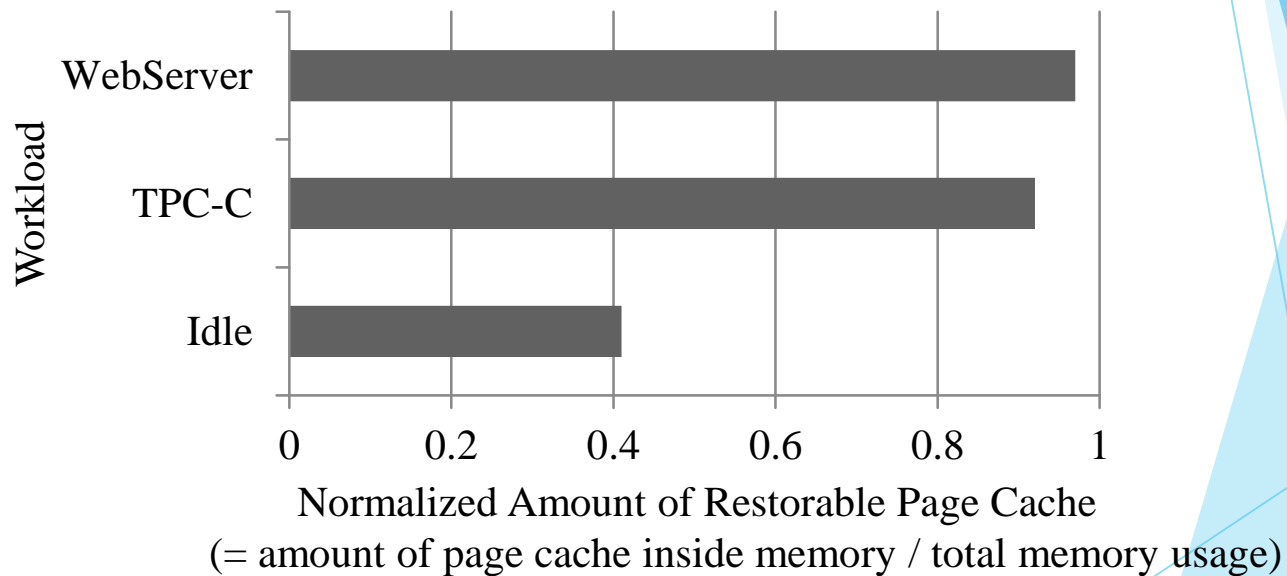 Workload
WebServer
TPC-C
Idle
0 0.2 0.4 0.6 0.8 1
Normalized Amount of Restorable Page Cache
(= amount of page cache inside memory / total memory usage)